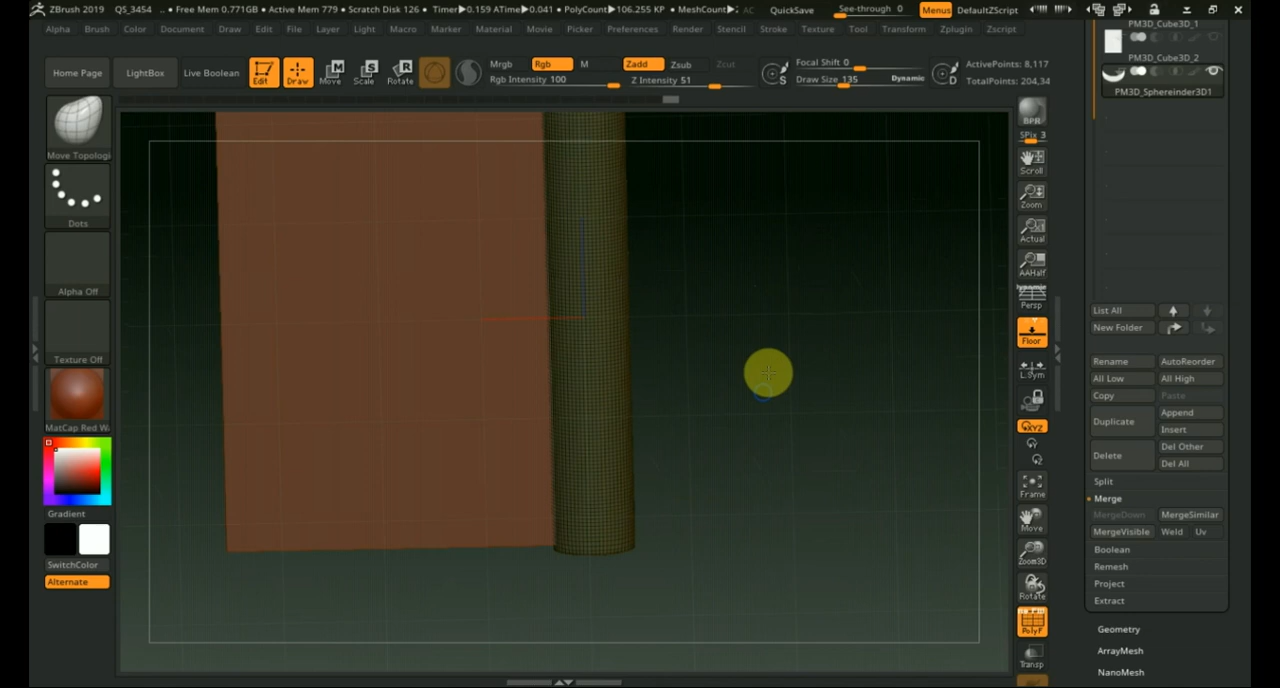 ZBrush 2019 Q5_3454 .. • Free Mem 0.771GB • Active Mem 779 • Scratch Disk 126 • Timer▶0.159 ATime▶0.041 • PolyCount▶106.255 KP • MeshCount▶ AC QuickSave See-through 0 Menus DefaultZScript
Alpha Brush Color Document Draw Edit File Layer Light Macro Marker Material Movie Picker Preferences Render Stencil Stroke Texture Tool Transform Zplugin Zscript
Home Page LightBox Live Boolean Edit Draw Move Scale Rotate
Mrgb Rgb M Zadd Zsub Zcut
Rgb Intensity 100 Z Intensity 51
S Focal Shift 0
Draw Size 135 Dynamic D
ActivePoints: 8,117
TotalPoints: 204,34
Move Topologi
Dots
Alpha Off
Texture Off
MatCap Red W
Gradient
SwitchColor
Alternate
BPR
SPix 3
Scroll
Zoom
Actual
AAHalf
Dynamic
Persp
Floor
L.Sym
XYZ
Frame
Move
Zoom3D
Rotate
PolyF
Transp
PM3D_Cube3D_1
PM3D_Cube3D_2
PM3D_Sphereinder3D1
List All
New Folder
Rename AutoReorder
All Low All High
Copy Paste
Duplicate Append
Insert
Delete Del Other
Del All
Split
Merge
MergeDown MergeSimilar
MergeVisible Weld Uv
Boolean
Remesh
Project
Extract
Geometry
ArrayMesh
NanoMesh